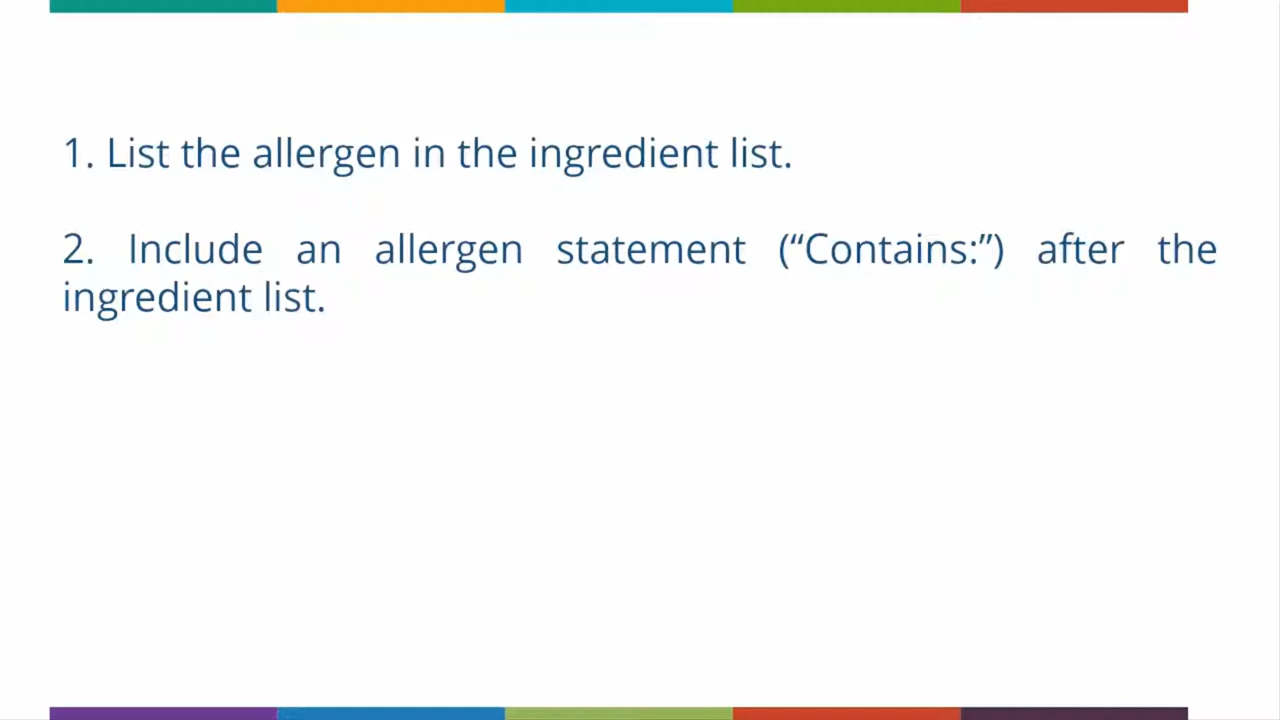 1. List the allergen in the ingredient list.
2. Include an allergen statement (“Contains:”) after the
ingredient list.